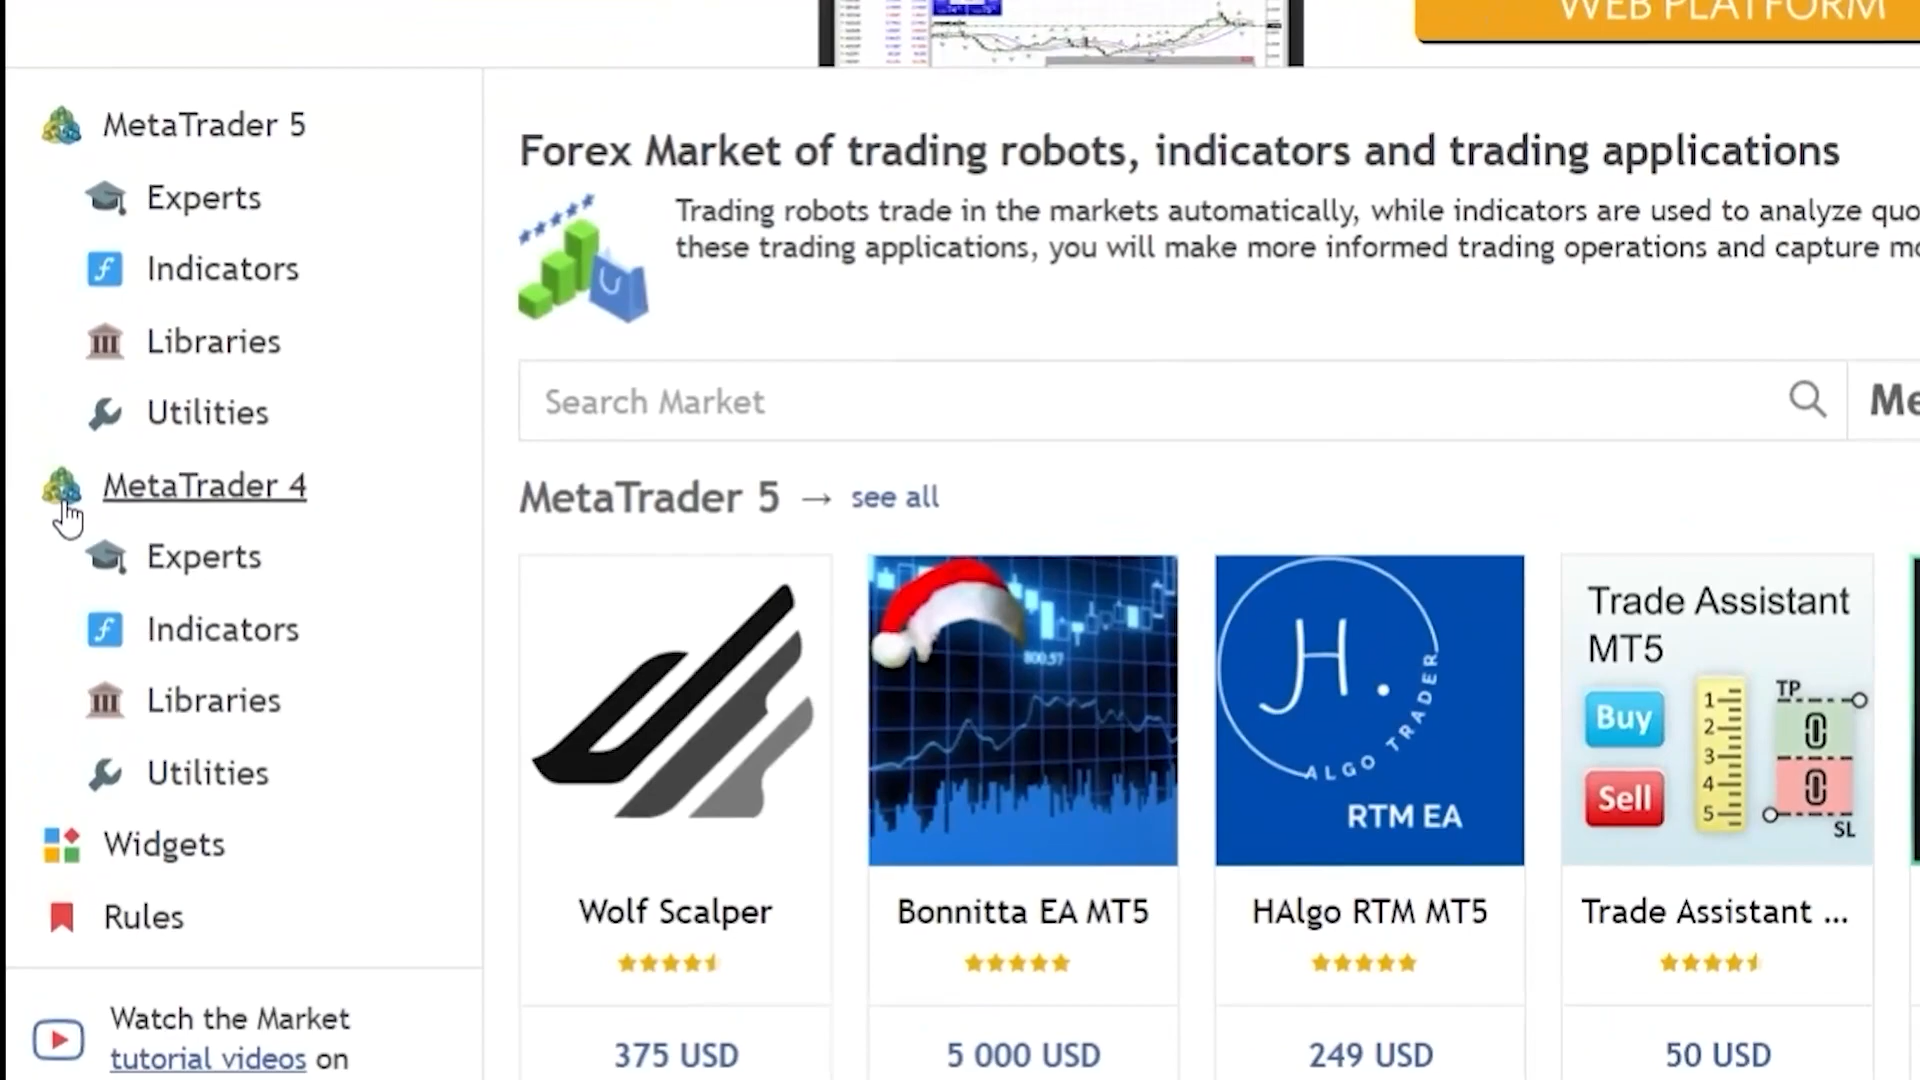 WEB PLATFORM
MetaTrader 5
Experts
Indicators
Libraries
Utilities
MetaTrader 4
Experts
Indicators
Libraries
Utilities
Widgets
Rules
Watch the Market
tutorial videos on
Forex Market of trading robots, indicators and trading applications
Trading robots trade in the markets automatically, while indicators are used to analyze quo
these trading applications, you will make more informed trading operations and capture mo
Search Market
Me
MetaTrader 5 → see all
800.57
H.
ALGO TRADER
RTM EA
Trade Assistant
MT5
Buy
Sell
1
2
3
4
5
TP
SL
Wolf Scalper
Bonnitta EA MT5
HAlgo RTM MT5
Trade Assistant ...
375 USD
5 000 USD
249 USD
50 USD